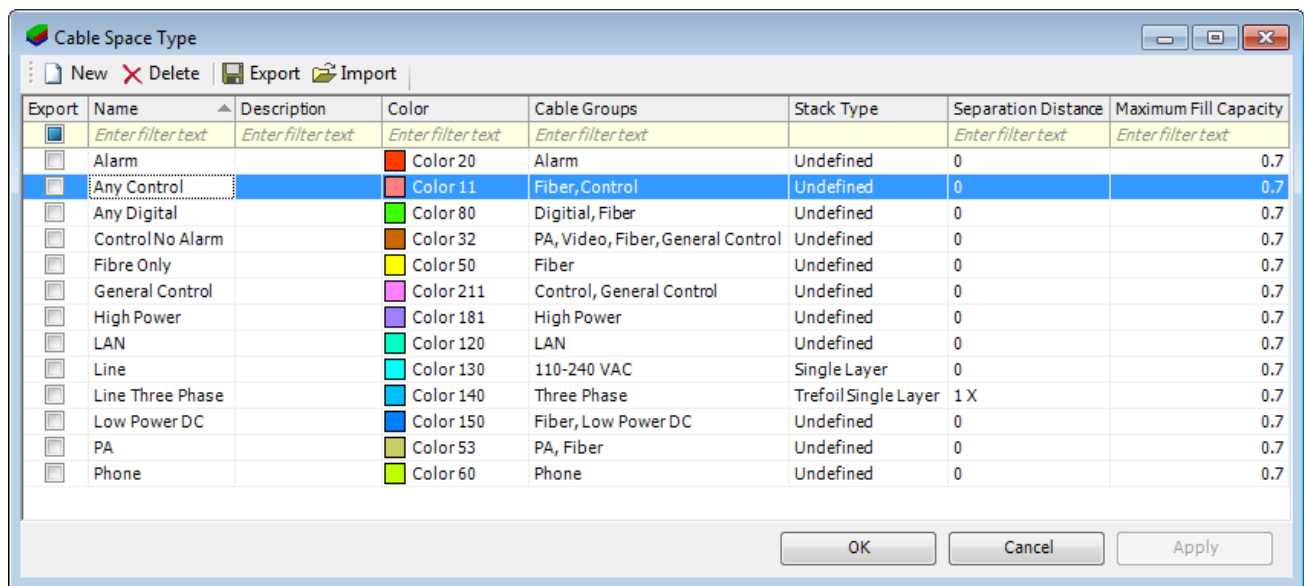 Cable Space Type
New Delete Export Import
Export Name Description Color Cable Groups Stack Type Separation Distance Maximum Fill Capacity
Enter filter text Enter filter text Enter filter text Enter filter text Enter filter text Enter filter text
Alarm Color 20 Alarm Undefined 0 0.7
Any Control Color 11 Fiber, Control Undefined 0 0.7
Any Digital Color 80 Digitial, Fiber Undefined 0 0.7
Control No Alarm Color 32 PA, Video, Fiber, General Control Undefined 0 0.7
Fibre Only Color 50 Fiber Undefined 0 0.7
General Control Color 211 Control, General Control Undefined 0 0.7
High Power Color 181 High Power Undefined 0 0.7
LAN Color 120 LAN Undefined 0 0.7
Line Color 130 110-240 VAC Single Layer 0 0.7
Line Three Phase Color 140 Three Phase Trefoil Single Layer 1 X 0.7
Low Power DC Color 150 Fiber, Low Power DC Undefined 0 0.7
PA Color 53 PA, Fiber Undefined 0 0.7
Phone Color 60 Phone Undefined 0 0.7
OK Cancel Apply